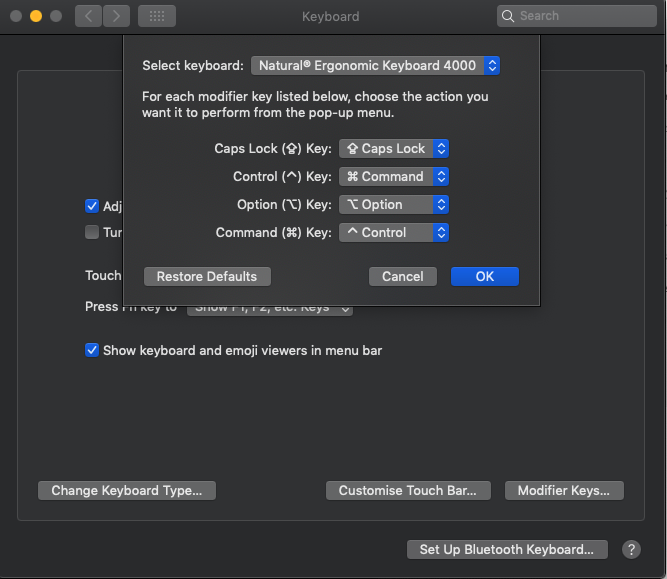 Keyboard
Search
Select keyboard: Natural® Ergonomic Keyboard 4000
For each modifier key listed below, choose the action you
want it to perform from the pop-up menu.
Caps Lock (⇪) Key: ⇪ Caps Lock
Control (^) Key: ⌘ Command
Option (⌥) Key: ⌥ Option
Command (⌘) Key: ^ Control
Adj
Tur
Restore Defaults Cancel OK
Touch
Press Fn key to Show F1, F2, etc. Keys
Show keyboard and emoji viewers in menu bar
Change Keyboard Type... Customise Touch Bar... Modifier Keys...
Set Up Bluetooth Keyboard... ?